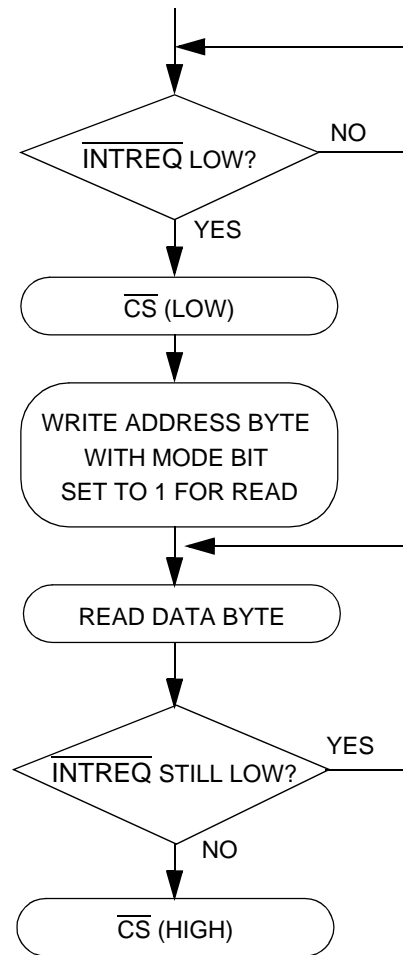 INTREQ LOW?
NO
YES
CS (LOW)
WRITE ADDRESS BYTE
WITH MODE BIT
SET TO 1 FOR READ
READ DATA BYTE
YES
INTREQ STILL LOW?
NO
CS (HIGH)